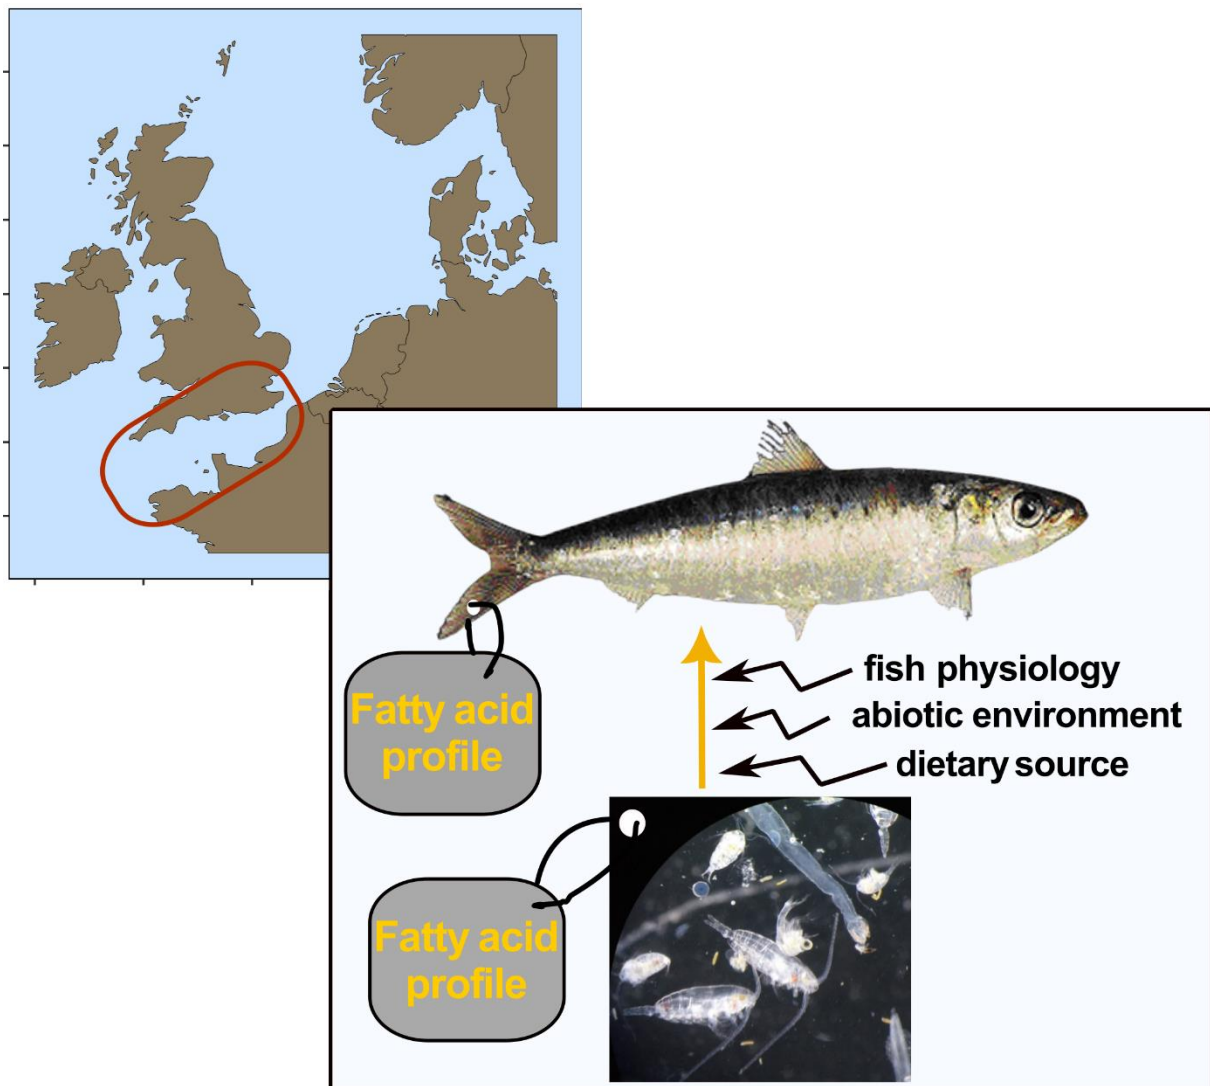 Fatty acid
profile
fish physiology
abiotic environment
dietary source
Fatty acid
profile